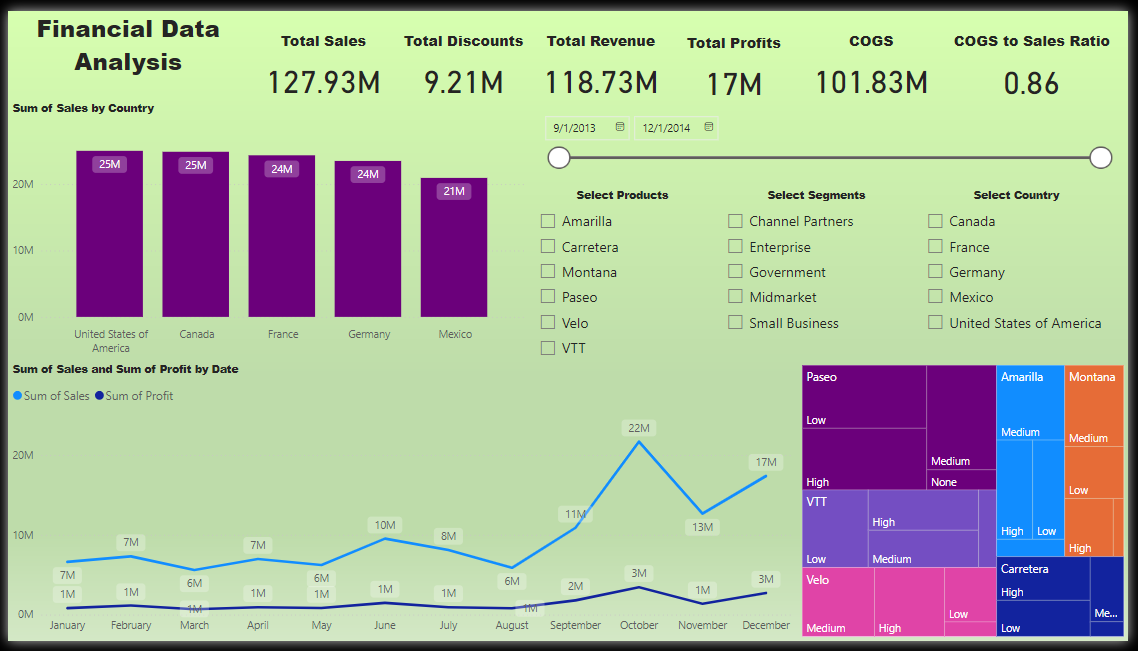 Financial Data
Analysis
Total Sales
127.93M
Total Discounts
9.21M
Total Revenue
118.73M
Total Profits
17M
COGS
101.83M
COGS to Sales Ratio
0.86
Sum of Sales by Country
20M
10M
0M
25M
25M
24M
24M
21M
United States of
America
Canada
France
Germany
Mexico
9/1/2013
12/1/2014
Select Products
Amarilla
Carretera
Montana
Paseo
Velo
VTT
Select Segments
Channel Partners
Enterprise
Government
Midmarket
Small Business
Select Country
Canada
France
Germany
Mexico
United States of America
Sum of Sales and Sum of Profit by Date
Sum of Sales
Sum of Profit
20M
10M
0M
7M
7M
6M
7M
6M
10M
8M
6M
11M
22M
13M
17M
1M
1M
1M
1M
1M
1M
1M
1M
2M
3M
1M
3M
January
February
March
April
May
June
July
August
September
October
November
December
Paseo
Low
High
Medium
None
VTT
Low
High
Medium
Velo
Medium
High
Low
Amarilla
Medium
High
Low
Montana
Medium
Low
High
Carretera
High
Low
Me...